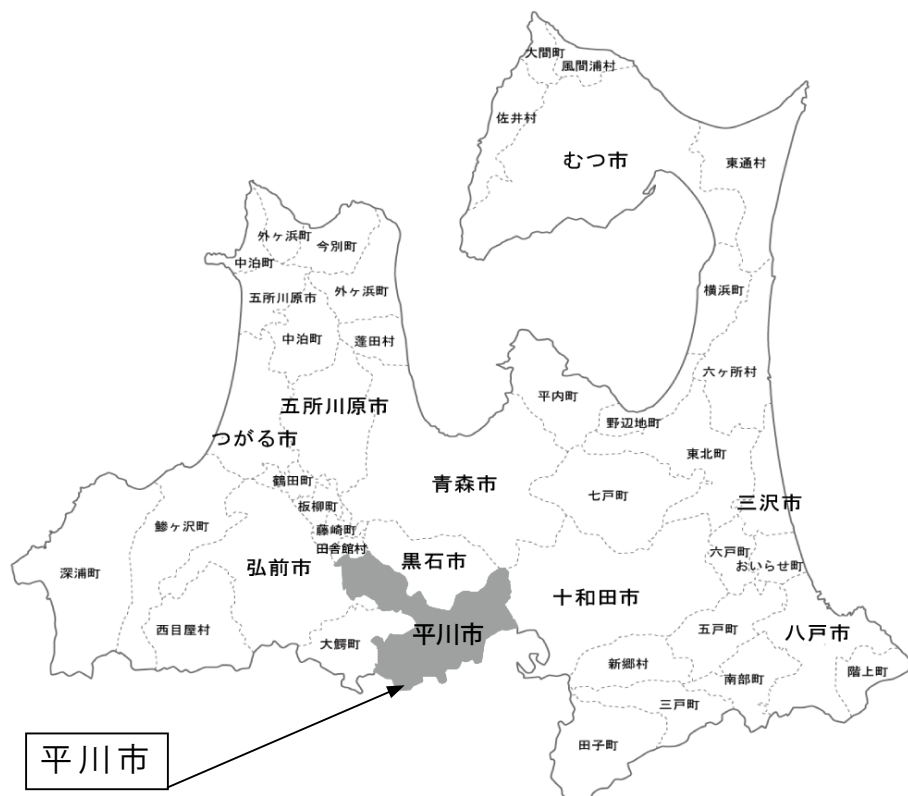 大間町
風間浦村
佐井村
むつ市
東通村
外ヶ浜町
今別町
中泊町
五所川原市
外ヶ浜町
横浜町
中泊町
蓬田村
六ヶ所村
平内町
五所川原市
野辺地町
つがる市
東北町
鶴田町
青森市
七戸町
板柳町
三沢市
鰺ヶ沢町
藤崎町
田舎館村
黒石市
六戸町
おいらせ町
深浦町
弘前市
十和田市
西目屋村
大鰐町
平川市
五戸町
八戸市
新郷村
南部町
階上町
三戸町
田子町
平川市